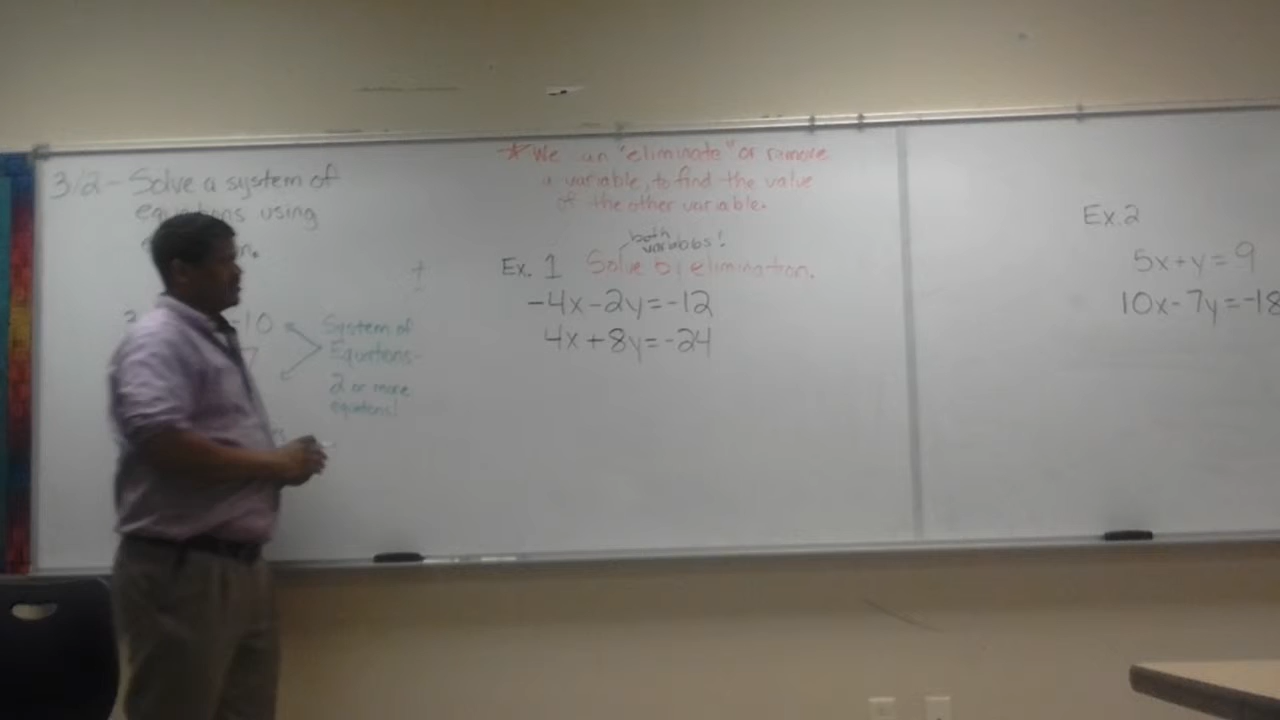 3/2 - Solve a system of
equations using
-10
7
System of
Equations-
2 or more
equations!
+
* We can "eliminate" or remove
a variable, to find the value
of the other variable.
both
variables!
Ex. 1 Solve by elimination.
-4x-2y=-12
4x+8y=-24
Ex.2
5x+y=9
10x-7y=-18